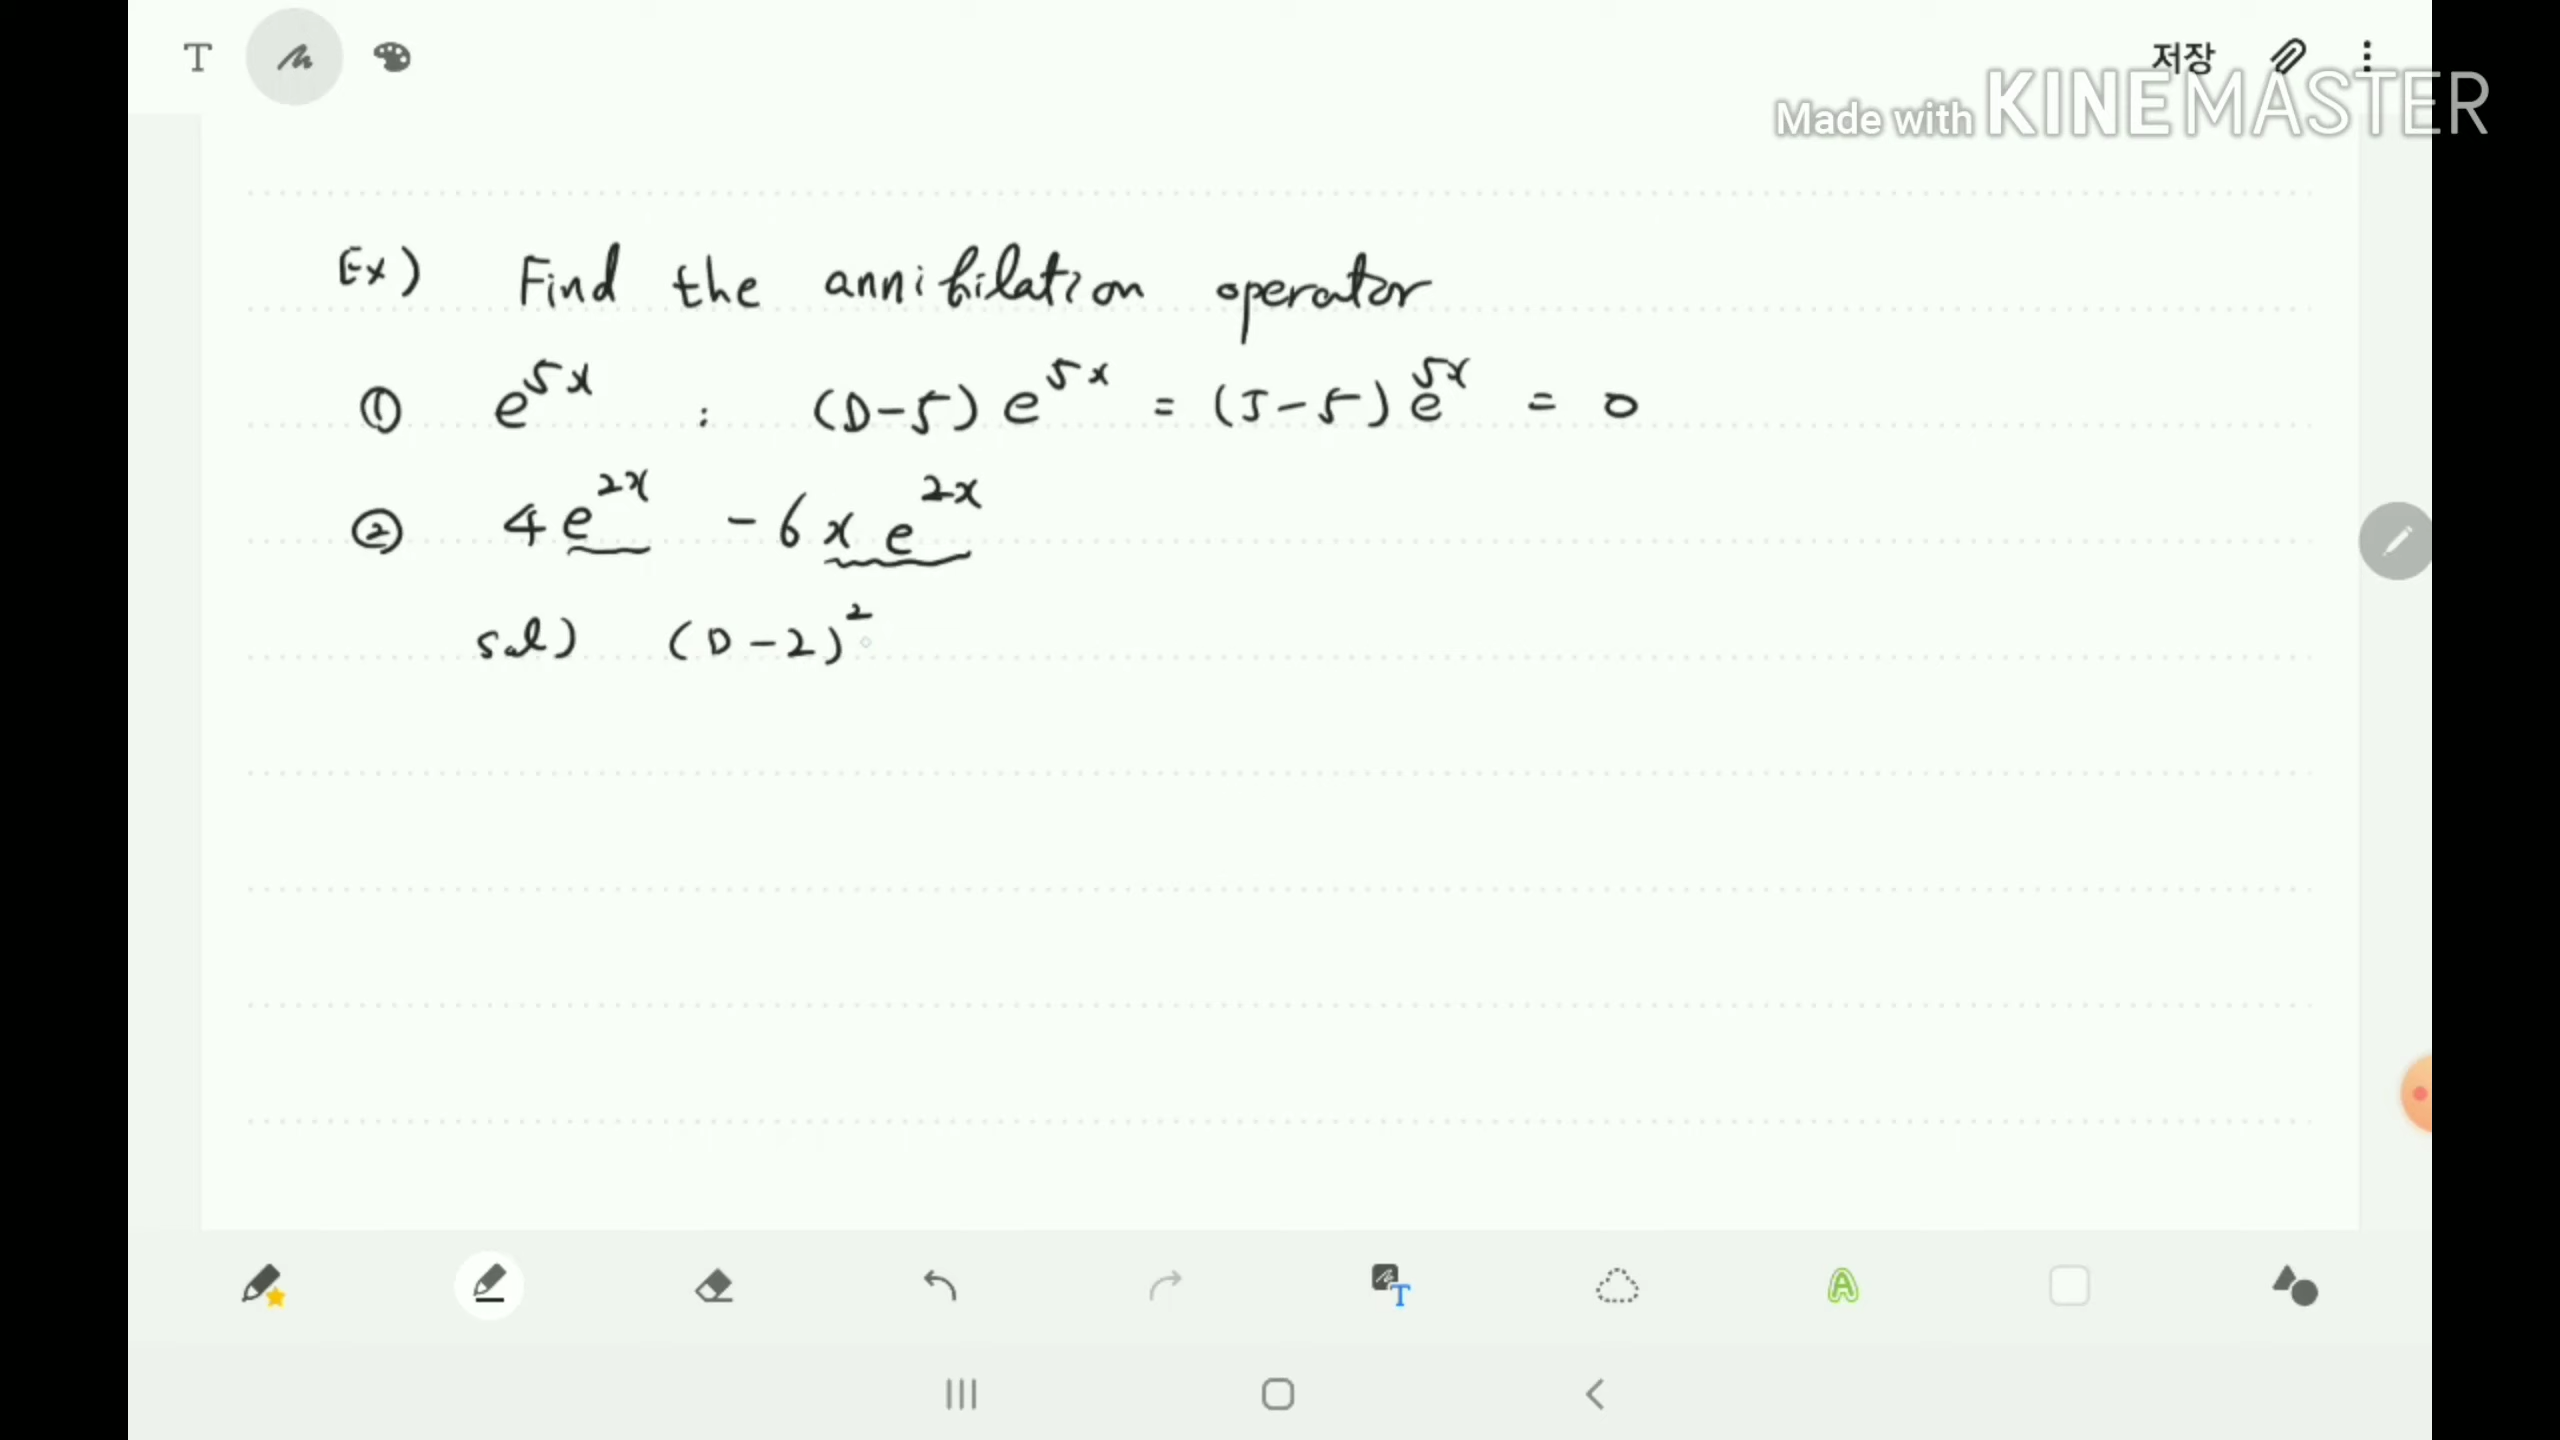 T
저장
Made with KINEMASTER
Ex) Find the annihilation operator
① e^5x : (D-5) e^5x = (5-5) e^5x = 0
② 4e^2x - 6xe^2x
sol) (D-2)^2
T
A